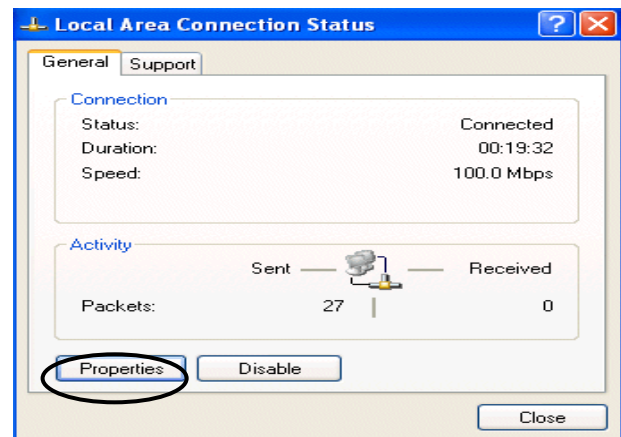 Local Area Connection Status
General Support
Connection
Status: Connected
Duration: 00:19:32
Speed: 100.0 Mbps
Activity
Sent Received
Packets: 27 0
Properties Disable
Close